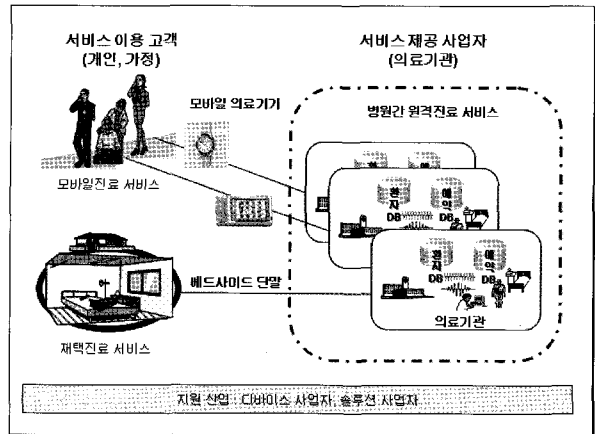 서비스 이용 고객
(개인, 가정)
서비스 제공 사업자
(의료기관)
모바일 의료기기
병원간 원격진료 서비스
모바일진료 서비스
환자
DB
예약
DB
베드사이드 단말
환자
DB
예약
DB
의료기관
재택진료 서비스
지원 산업 디바이스 사업자, 솔루션 사업자